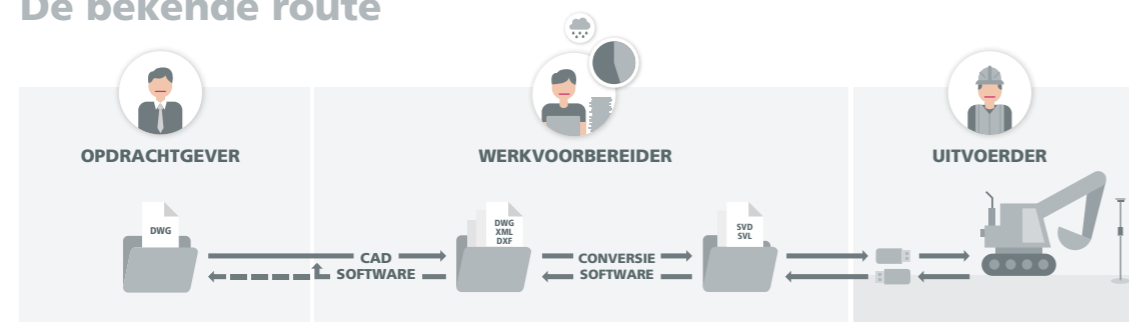 De bekende route
OPDRACHTGEVER
WERKVOORBEREIDER
UITVOERDER
DWG
DWG
XML
DXF
SVD
SVL
CAD
SOFTWARE
CONVERSIE
SOFTWARE